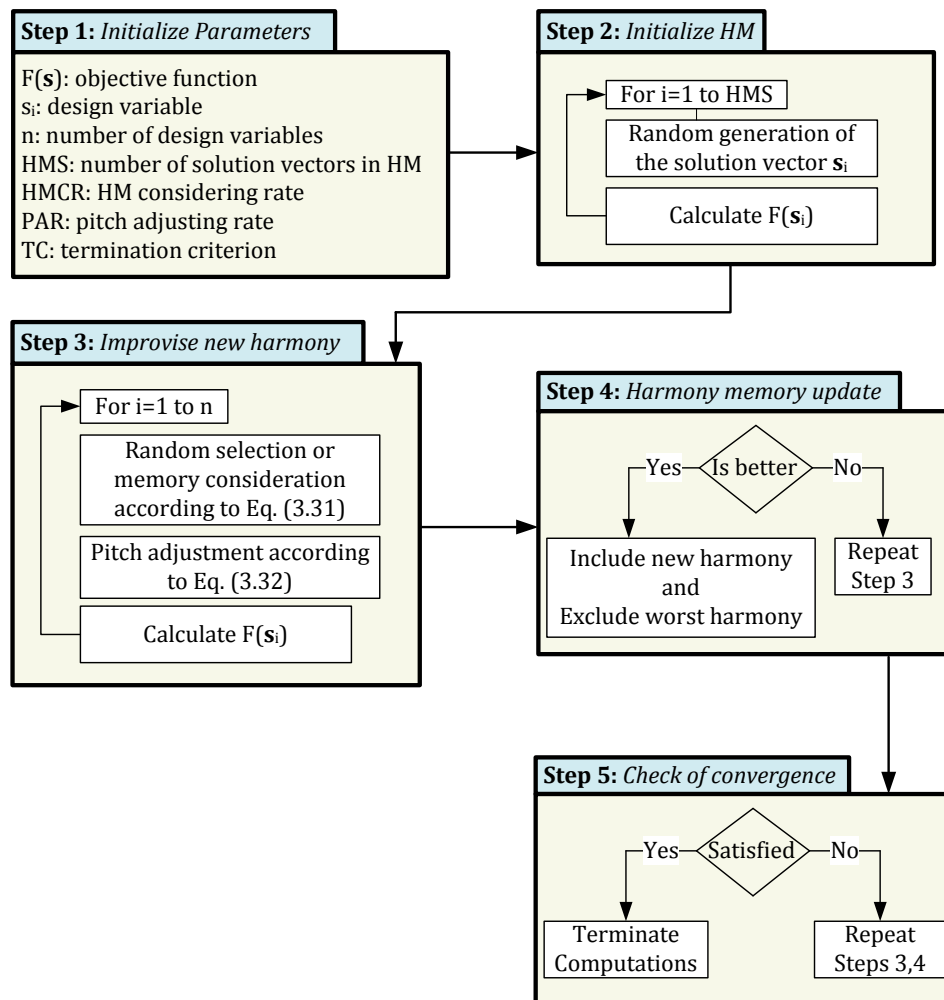 Step 1: Initialize Parameters
F(s): objective function
si: design variable
n: number of design variables
HMS: number of solution vectors in HM
HMCR: HM considering rate
PAR: pitch adjusting rate
TC: termination criterion
Step 2: Initialize HM
For i=1 to HMS
Random generation of
the solution vector si
Calculate F(si)
Step 3: Improvise new harmony
For i=1 to n
Random selection or
memory consideration
according to Eq. (3.31)
Pitch adjustment according
to Eq. (3.32)
Calculate F(si)
Step 4: Harmony memory update
Yes
Is better
No
Include new harmony
and
Exclude worst harmony
Repeat
Step 3
Step 5: Check of convergence
Yes
Satisfied
No
Terminate
Computations
Repeat
Steps 3,4